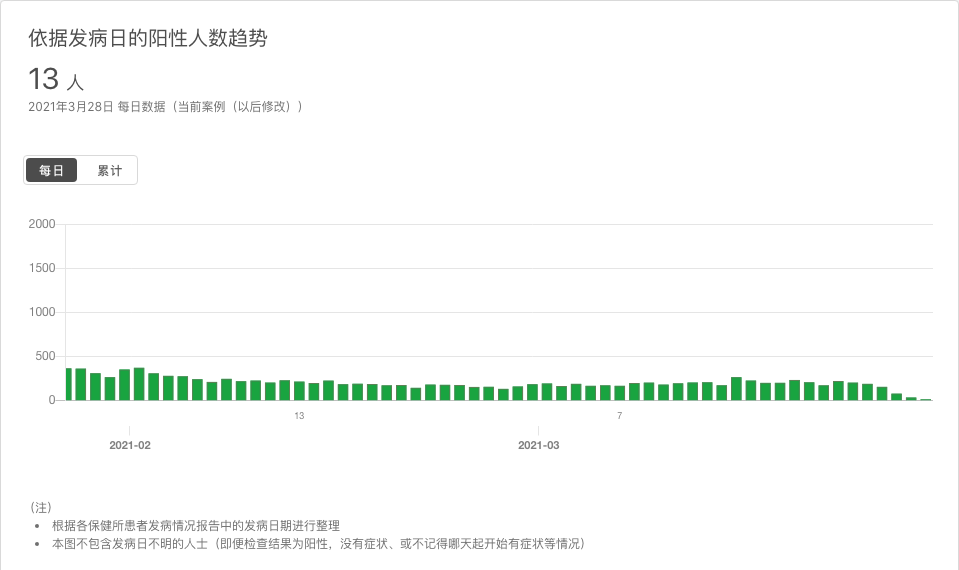 依据发病日的阳性人数趋势
13 人
2021年3月28日 每日数据（当前案例（以后修改））
每日 累计
2000
1500
1000
500
0
13 7
2021-02 2021-03
（注）
• 根据各保健所患者发病情况报告中的发病日期进行整理
• 本图不包含发病日不明的人士（即便检查结果为阳性，没有症状、或不记得哪天起开始有症状等情况）